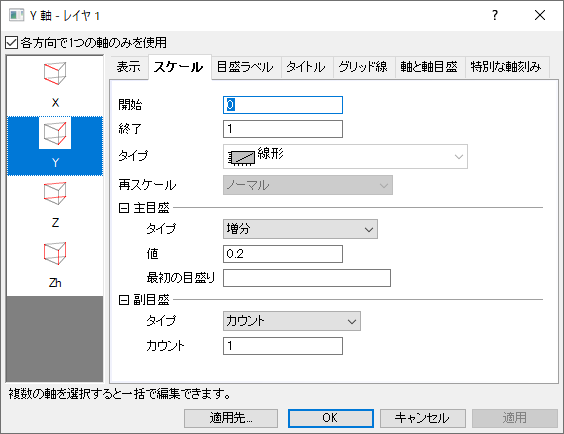 Y 軸 - レイヤ 1
各方向で1つの軸のみを使用
X
Y
Z
Zh
表示 スケール 目盛ラベル タイトル グリッド線 軸と軸目盛 特別な軸刻み
開始 0
終了 1
タイプ 線形
再スケール ノーマル
主目盛
タイプ 増分
値 0.2
最初の目盛り
副目盛
タイプ カウント
カウント 1
複数の軸を選択すると一括で編集できます。
適用先... OK キャンセル 適用